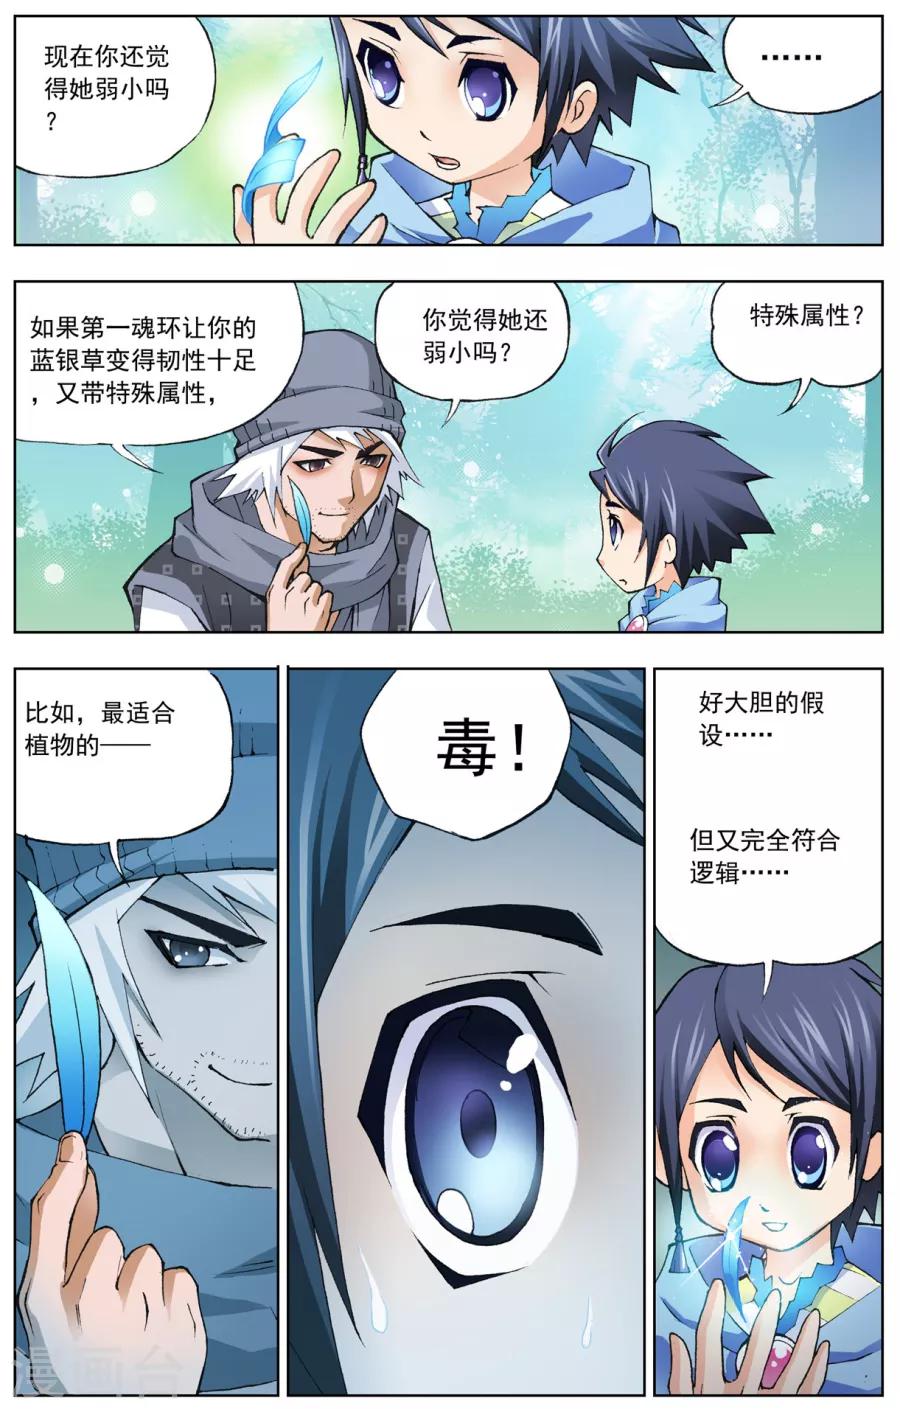 现在你还觉
得她弱小吗
?
……
如果第一魂环让你的
蓝银草变得韧性十足
，又带特殊属性，
你觉得她还
弱小吗?
特殊属性?
比如，最适合
植物的——
毒!
好大胆的假
设……
但又完全符合
逻辑……
漫画台